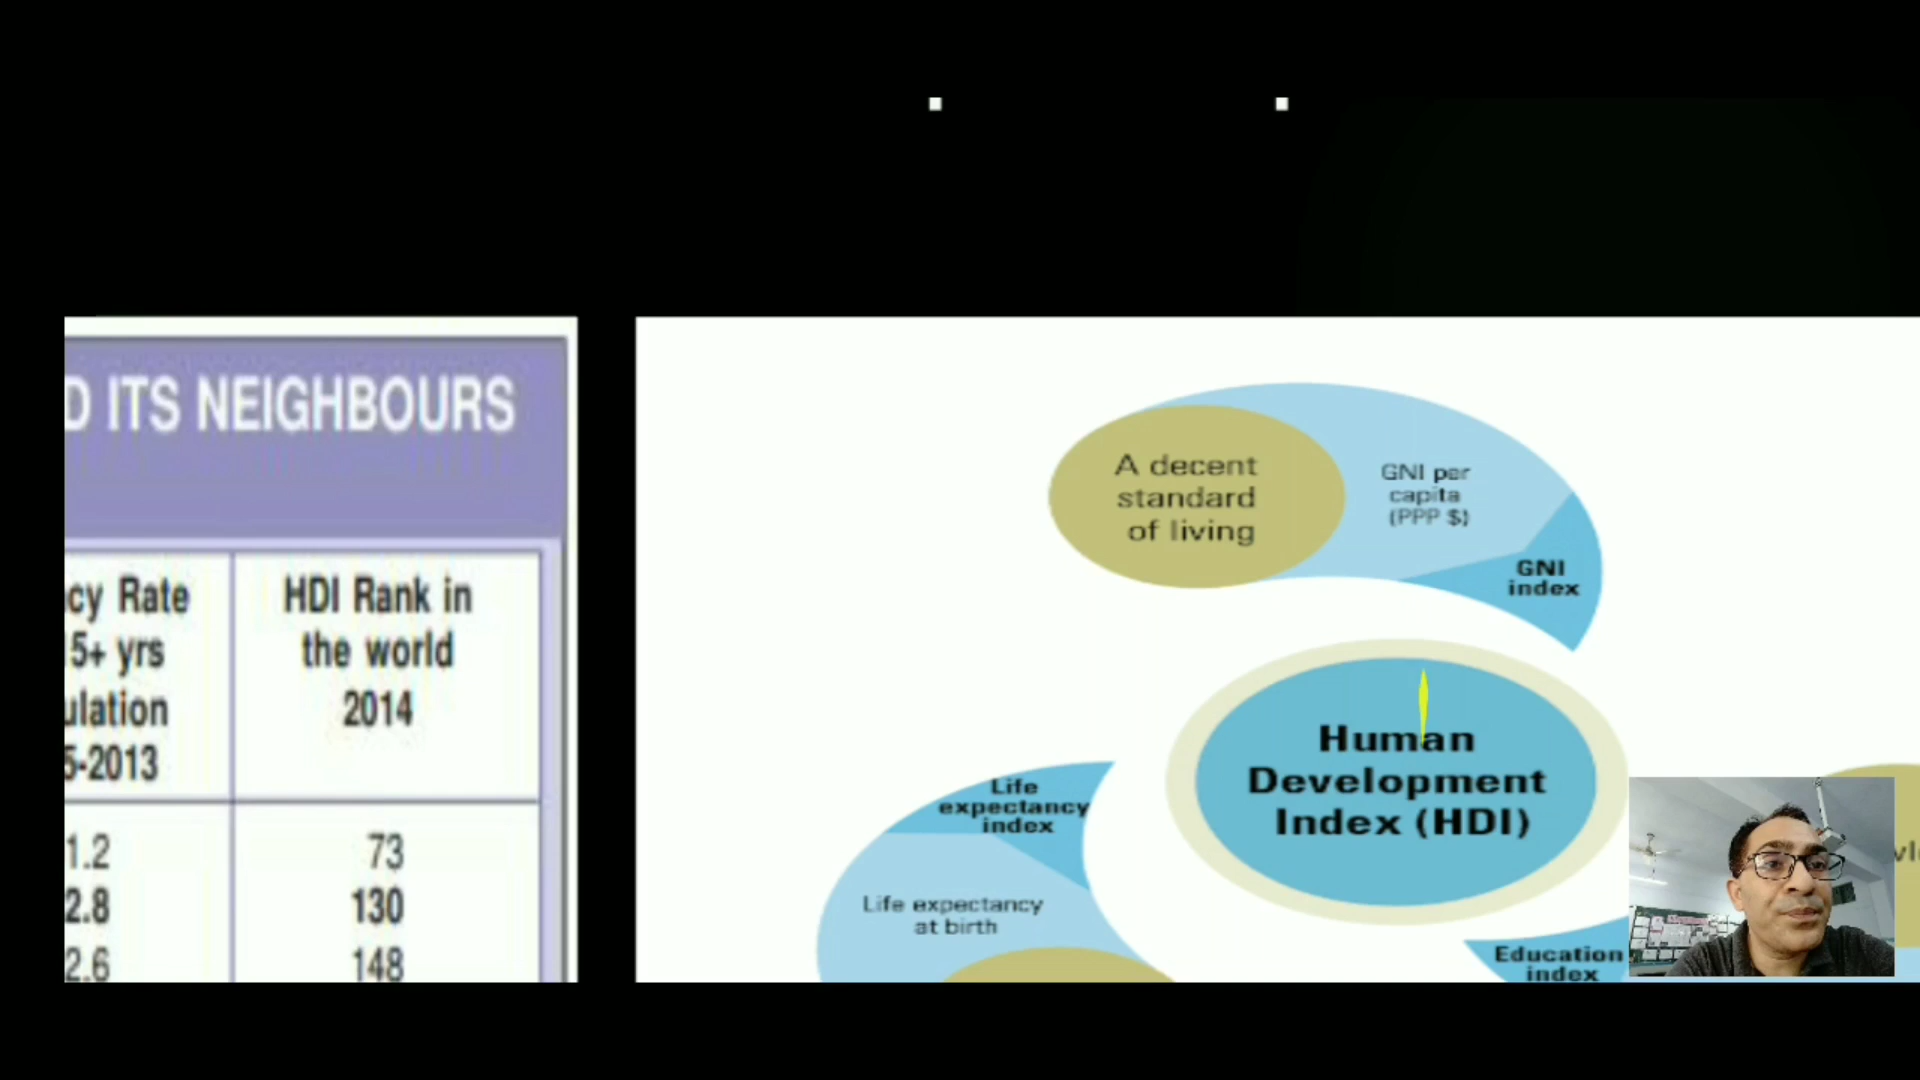 ITS NEIGHBOURS
Rate
5+ yrs
5-2013
HDI Rank in
the world
2014
1.2
73
2.8
130
2.6
148
A decent
standard
of living
GNI per
capita
(PPP $)
GNI
index
Human
Development
Index (HDI)
Life
expectancy
index
Life expectancy
at birth
Education
index